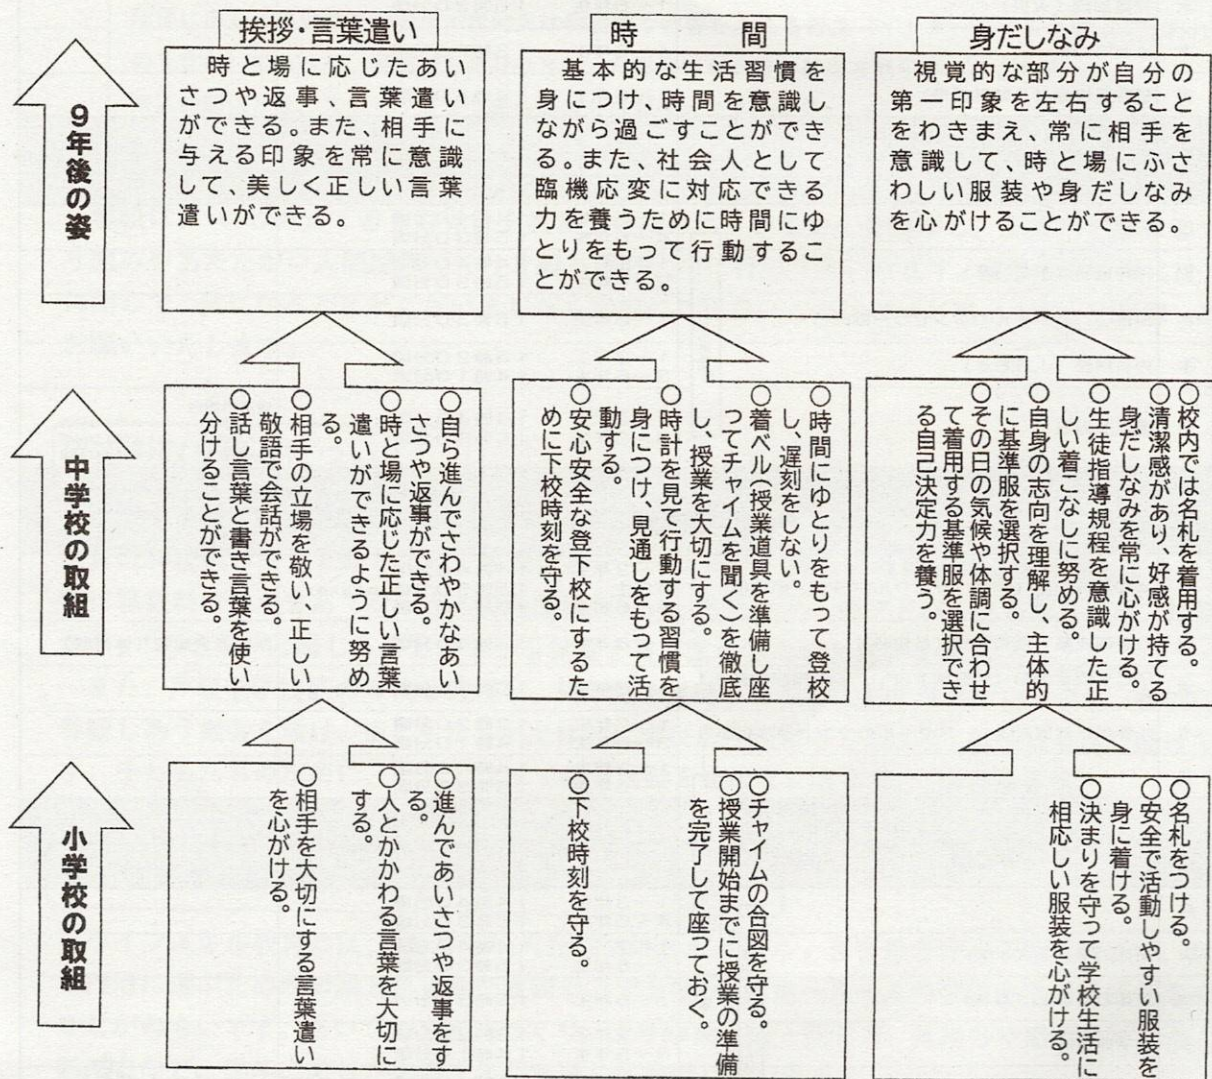 挨拶・言葉遣い
時と場に応じたあい
さつや返事、言葉遣い
ができる。また、相手に
与える印象を常に意識
して、美しく正しい言葉
遣いができる。
時間
基本的な生活習慣を
身につけ、時間を意識し
ながら過ごすことができ
る。また、社会人として
臨機応変に対応できる
力を養うために時間にゆ
とりをもって行動するこ
とができる。
身だしなみ
視覚的な部分が自分の
第一印象を左右すること
をわきまえ、常に相手を
意識して、時と場にふさ
わしい服装や身だしなみ
を心がけることができる。
9年後の姿
中学校の取組
○自ら進んでさわやかなあい
さつや返事ができる。
○時と場に応じた正しい言葉
遣いができるように努め
る。
○相手の立場を敬い、正しい
敬語で会話ができる。
○話し言葉と書き言葉を使い
分けることができる。
○時間にゆとりをもって登校
し、遅刻をしない。
○着ベル(授業道具を準備し座
ってチャイムを聞く)を徹底
し、授業を大切にする。
○時計を見て行動する習慣を
身につけ、見通しをもって活
動する。
○安心安全な登下校にするた
めに下校時刻を守る。
○校内では名札を着用する。
○清潔感があり、好感が持てる
身だしなみを常に心がける。
○生徒指導規程を意識した正
しい着こなしに努める。
○自身の志向を理解し、主体的
に基準服を選択する。
○その日の気候や体調に合わせ
て着用する基準服を選択でき
る自己決定力を養う。
小学校の取組
○進んであいさつや返事をす
る。
○人とかかわる言葉を大切に
する。
○相手を大切にする言葉遣い
を心がける。
○チャイムの合図を守る。
○授業開始までに授業の準備
を完了して座っておく。
○下校時刻を守る。
○名札をつける。
○安全で活動しやすい服装を
身に着ける。
○決まりを守って学校生活に
相応しい服装を心がける。